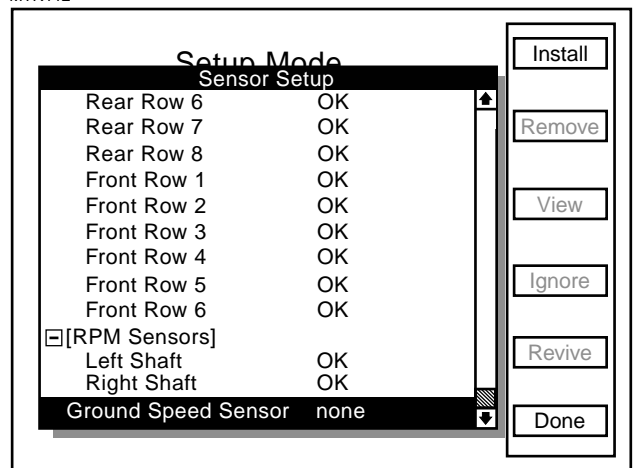 Setup Mode
Sensor Setup
Rear Row 6 OK
Rear Row 7 OK
Rear Row 8 OK
Front Row 1 OK
Front Row 2 OK
Front Row 3 OK
Front Row 4 OK
Front Row 5 OK
Front Row 6 OK
[RPM Sensors]
Left Shaft OK
Right Shaft OK
Ground Speed Sensor none
Install
Remove
View
Ignore
Revive
Done